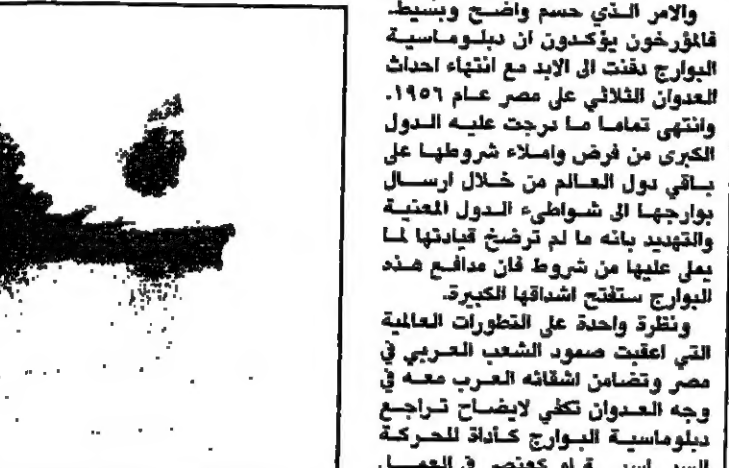 والامر الذي حسم واضح وبسيط.
فالمؤرخون يؤكدون ان دبلوماسية
البوارج دفنت الى الابد مع انتهاء احداث
العدوان الثلاثي على مصر عام ١٩٥٦.
وانتهى تماما ما درجت عليه الدول
الكبرى من فرض واملاء شروطها على
باقي دول العالم من خلال ارسال
بوارجها الى شواطىء الدول المعنية
والتهديد بانه ما لم ترضخ قيادتها لما
يملى عليها من شروط فان مدافع هذه
البوارج ستفتح اشداقها الكبيرة.
ونظرة واحدة على التطورات العالمية
التي اعقبت صمود الشعب العربي في
مصر وتضامن اشقائه العرب معه في
وجه العدوان تكفي لايضاح تراجع
دبلوماسية البوارج كأداة للحركة